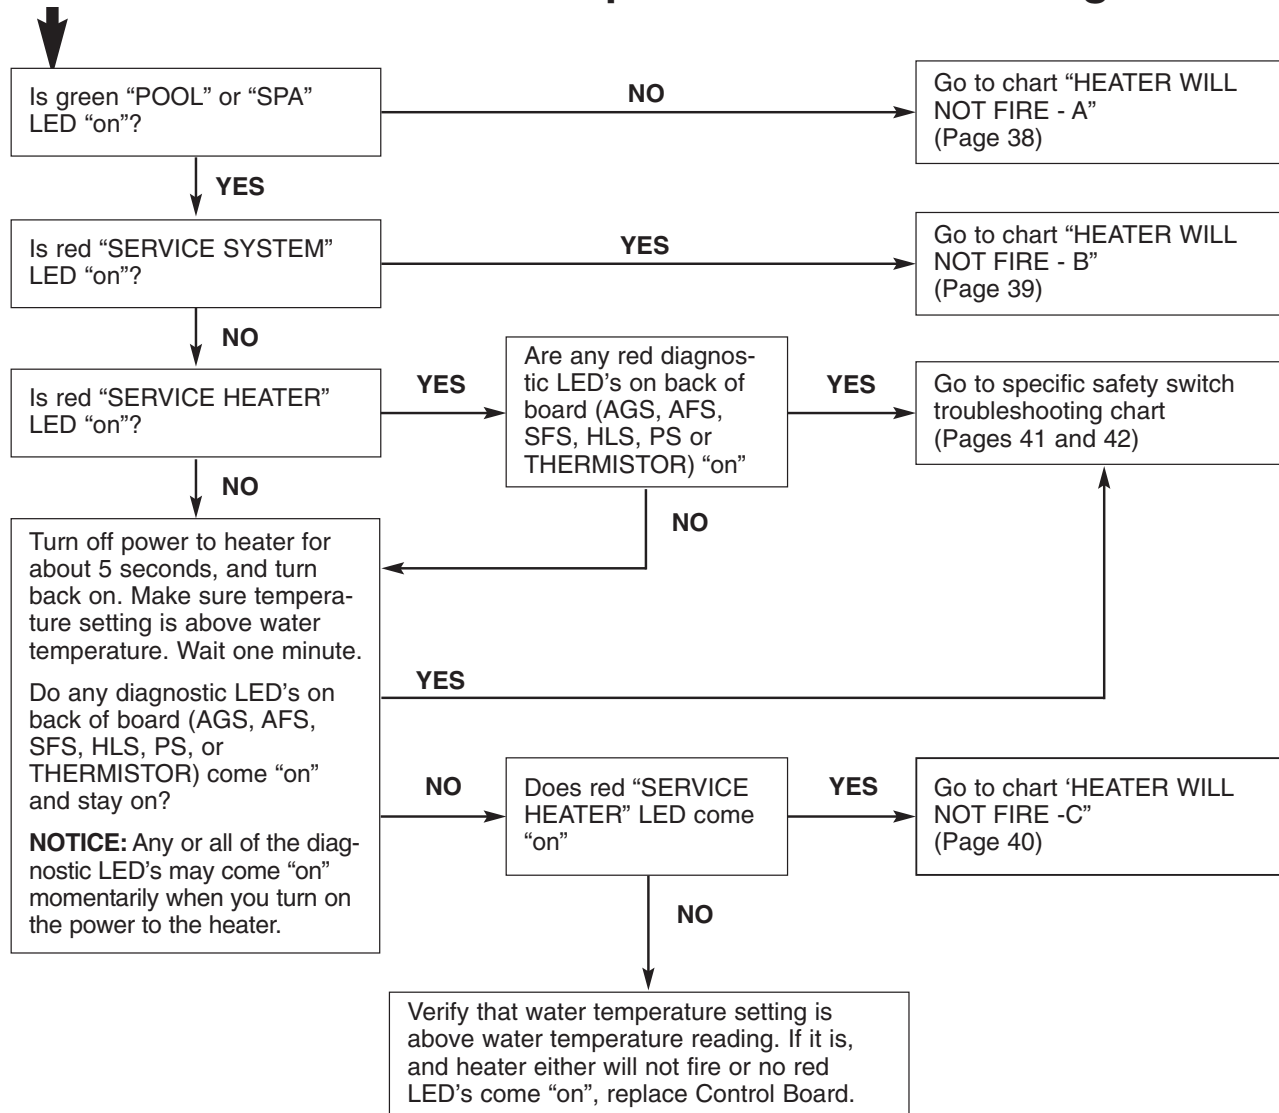 Is green “POOL” or “SPA”
LED “on”?
NO
Go to chart “HEATER WILL
NOT FIRE - A”
(Page 38)
YES
Is red “SERVICE SYSTEM”
LED “on”?
YES
Go to chart “HEATER WILL
NOT FIRE - B”
(Page 39)
NO
Is red “SERVICE HEATER”
LED “on”?
YES
Are any red diagnos-
tic LED’s on back of
board (AGS, AFS,
SFS, HLS, PS or
THERMISTOR) “on”
YES
Go to specific safety switch
troubleshooting chart
(Pages 41 and 42)
NO
NO
Turn off power to heater for
about 5 seconds, and turn
back on. Make sure tempera-
ture setting is above water
temperature. Wait one minute.
Do any diagnostic LED’s on
back of board (AGS, AFS,
SFS, HLS, PS, or
THERMISTOR) come “on”
and stay on?
NOTICE: Any or all of the diag-
nostic LED’s may come “on”
momentarily when you turn on
the power to the heater.
YES
NO
Does red “SERVICE
HEATER” LED come
“on”
YES
Go to chart ‘HEATER WILL
NOT FIRE -C”
(Page 40)
NO
Verify that water temperature setting is
above water temperature reading. If it is,
and heater either will not fire or no red
LED’s come “on”, replace Control Board.